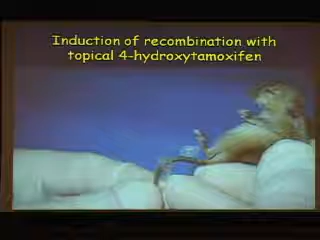 Induction of recombination with
topical 4-hydroxytamoxifen